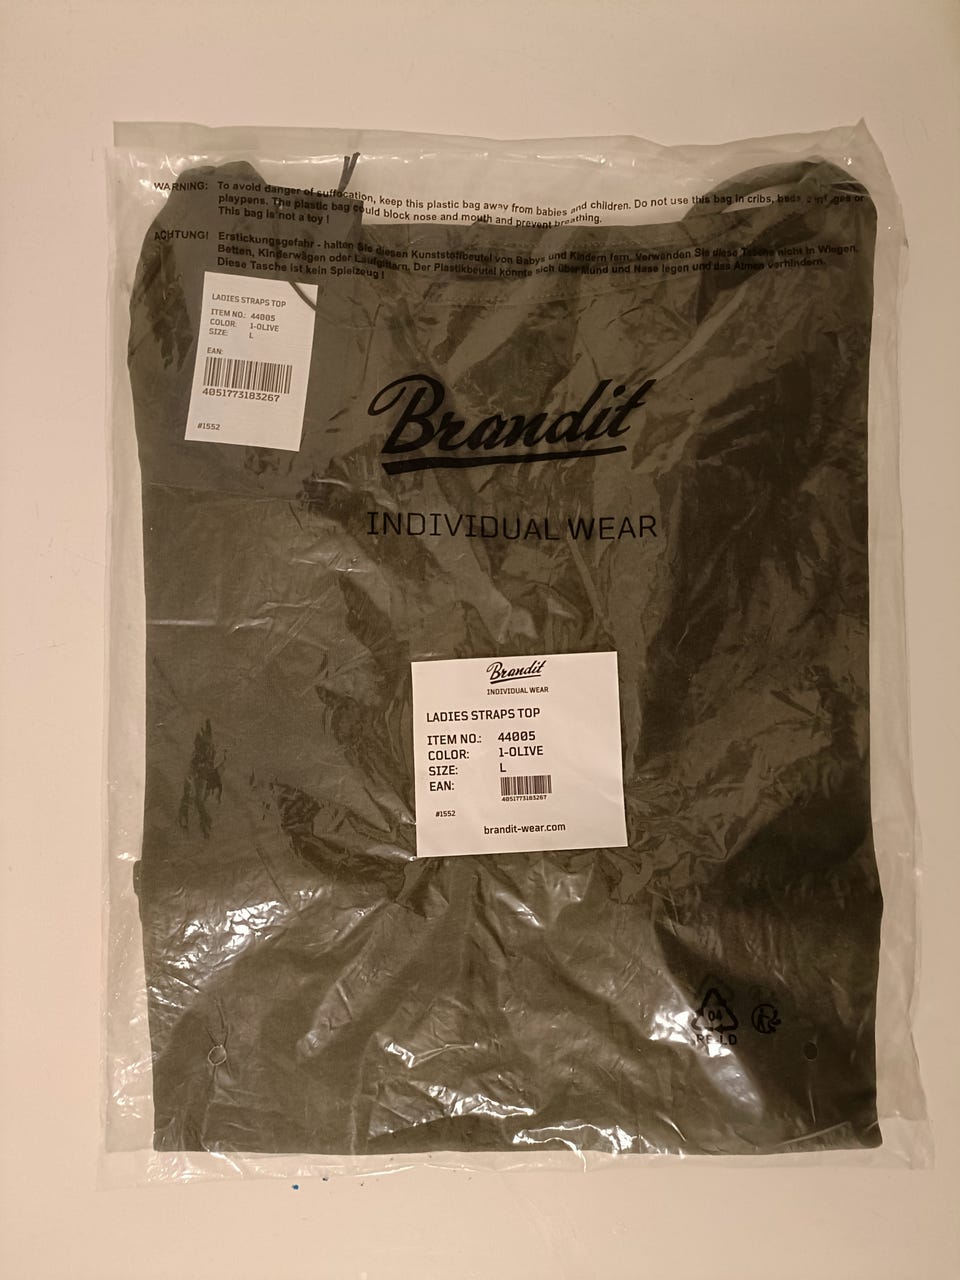 WARNING: To avoid danger of suffocation, keep this plastic bag away from babies and children. Do not use this bag in cribs, beds, carriages or
playpens. The plastic bag could block nose and mouth and prevent breathing.
This bag is not a toy !
ACHTUNG! Erstickungsgefahr - halten Sie diesen Kunststoffbeutel von Babys und Kindern fern. Verwenden Sie diese Tasche nicht in Wiegen,
Betten, Kinderwägen oder Laufgittern. Der Plastikbeutel könnte sich über Mund und Nase legen und das Atmen verhindern.
Diese Tasche ist kein Spielzeug !
LADIES STRAPS TOP
ITEM NO.: 44005
COLOR: 1-OLIVE
SIZE: L
EAN:
4051773183267
#1552
Brandit
INDIVIDUAL WEAR
Brandit
INDIVIDUAL WEAR
LADIES STRAPS TOP
ITEM NO.: 44005
COLOR: 1-OLIVE
SIZE: L
EAN:
4051773183267
#1552
brandit-wear.com
04
PE-LD